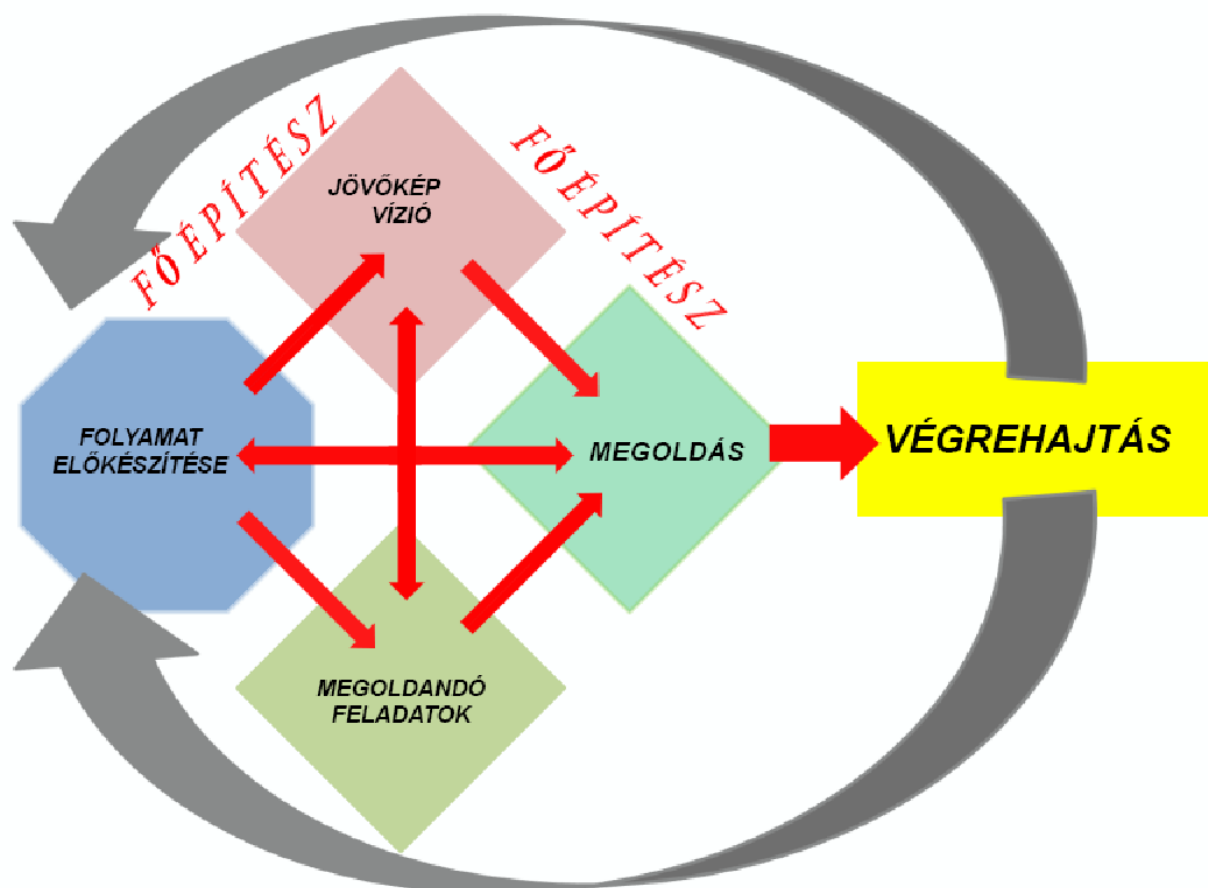 FŐÉPÍTÉSZ
FŐÉPÍTÉSZ
JÖVŐKÉP
VÍZIÓ
FOLYAMAT
ELŐKÉSZÍTÉSE
MEGOLDÁS
VÉGREHAJTÁS
MEGOLDANDÓ
FELADATOK